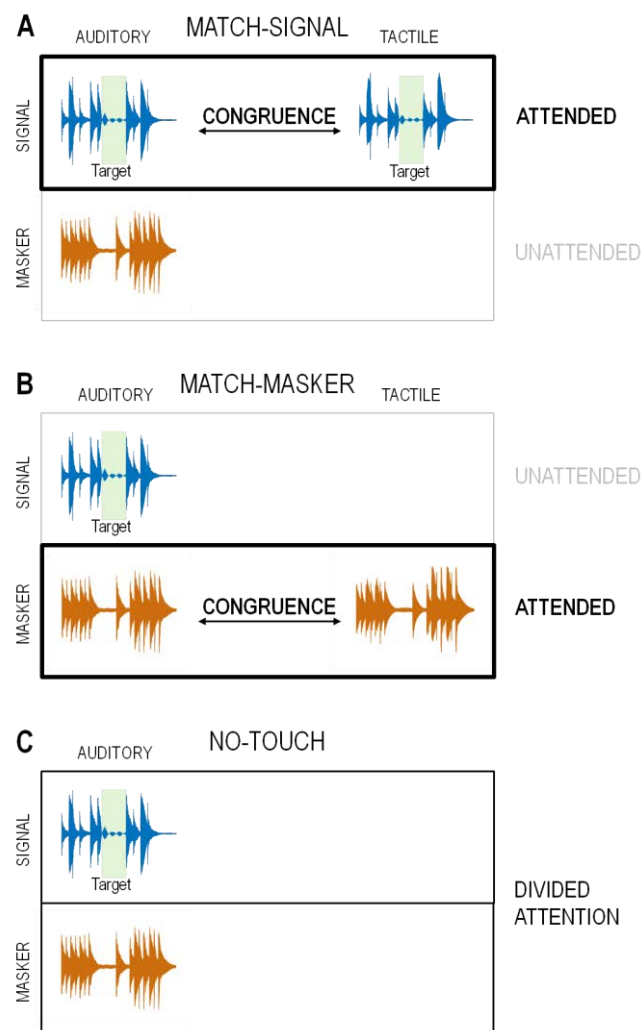 A
MATCH-SIGNAL
AUDITORY
TACTILE
SIGNAL
CONGRUENCE
ATTENDED
Target
Target
MASKER
UNATTENDED
B
MATCH-MASKER
AUDITORY
TACTILE
SIGNAL
UNATTENDED
Target
MASKER
CONGRUENCE
ATTENDED
C
NO-TOUCH
AUDITORY
SIGNAL
Target
DIVIDED
ATTENTION
MASKER